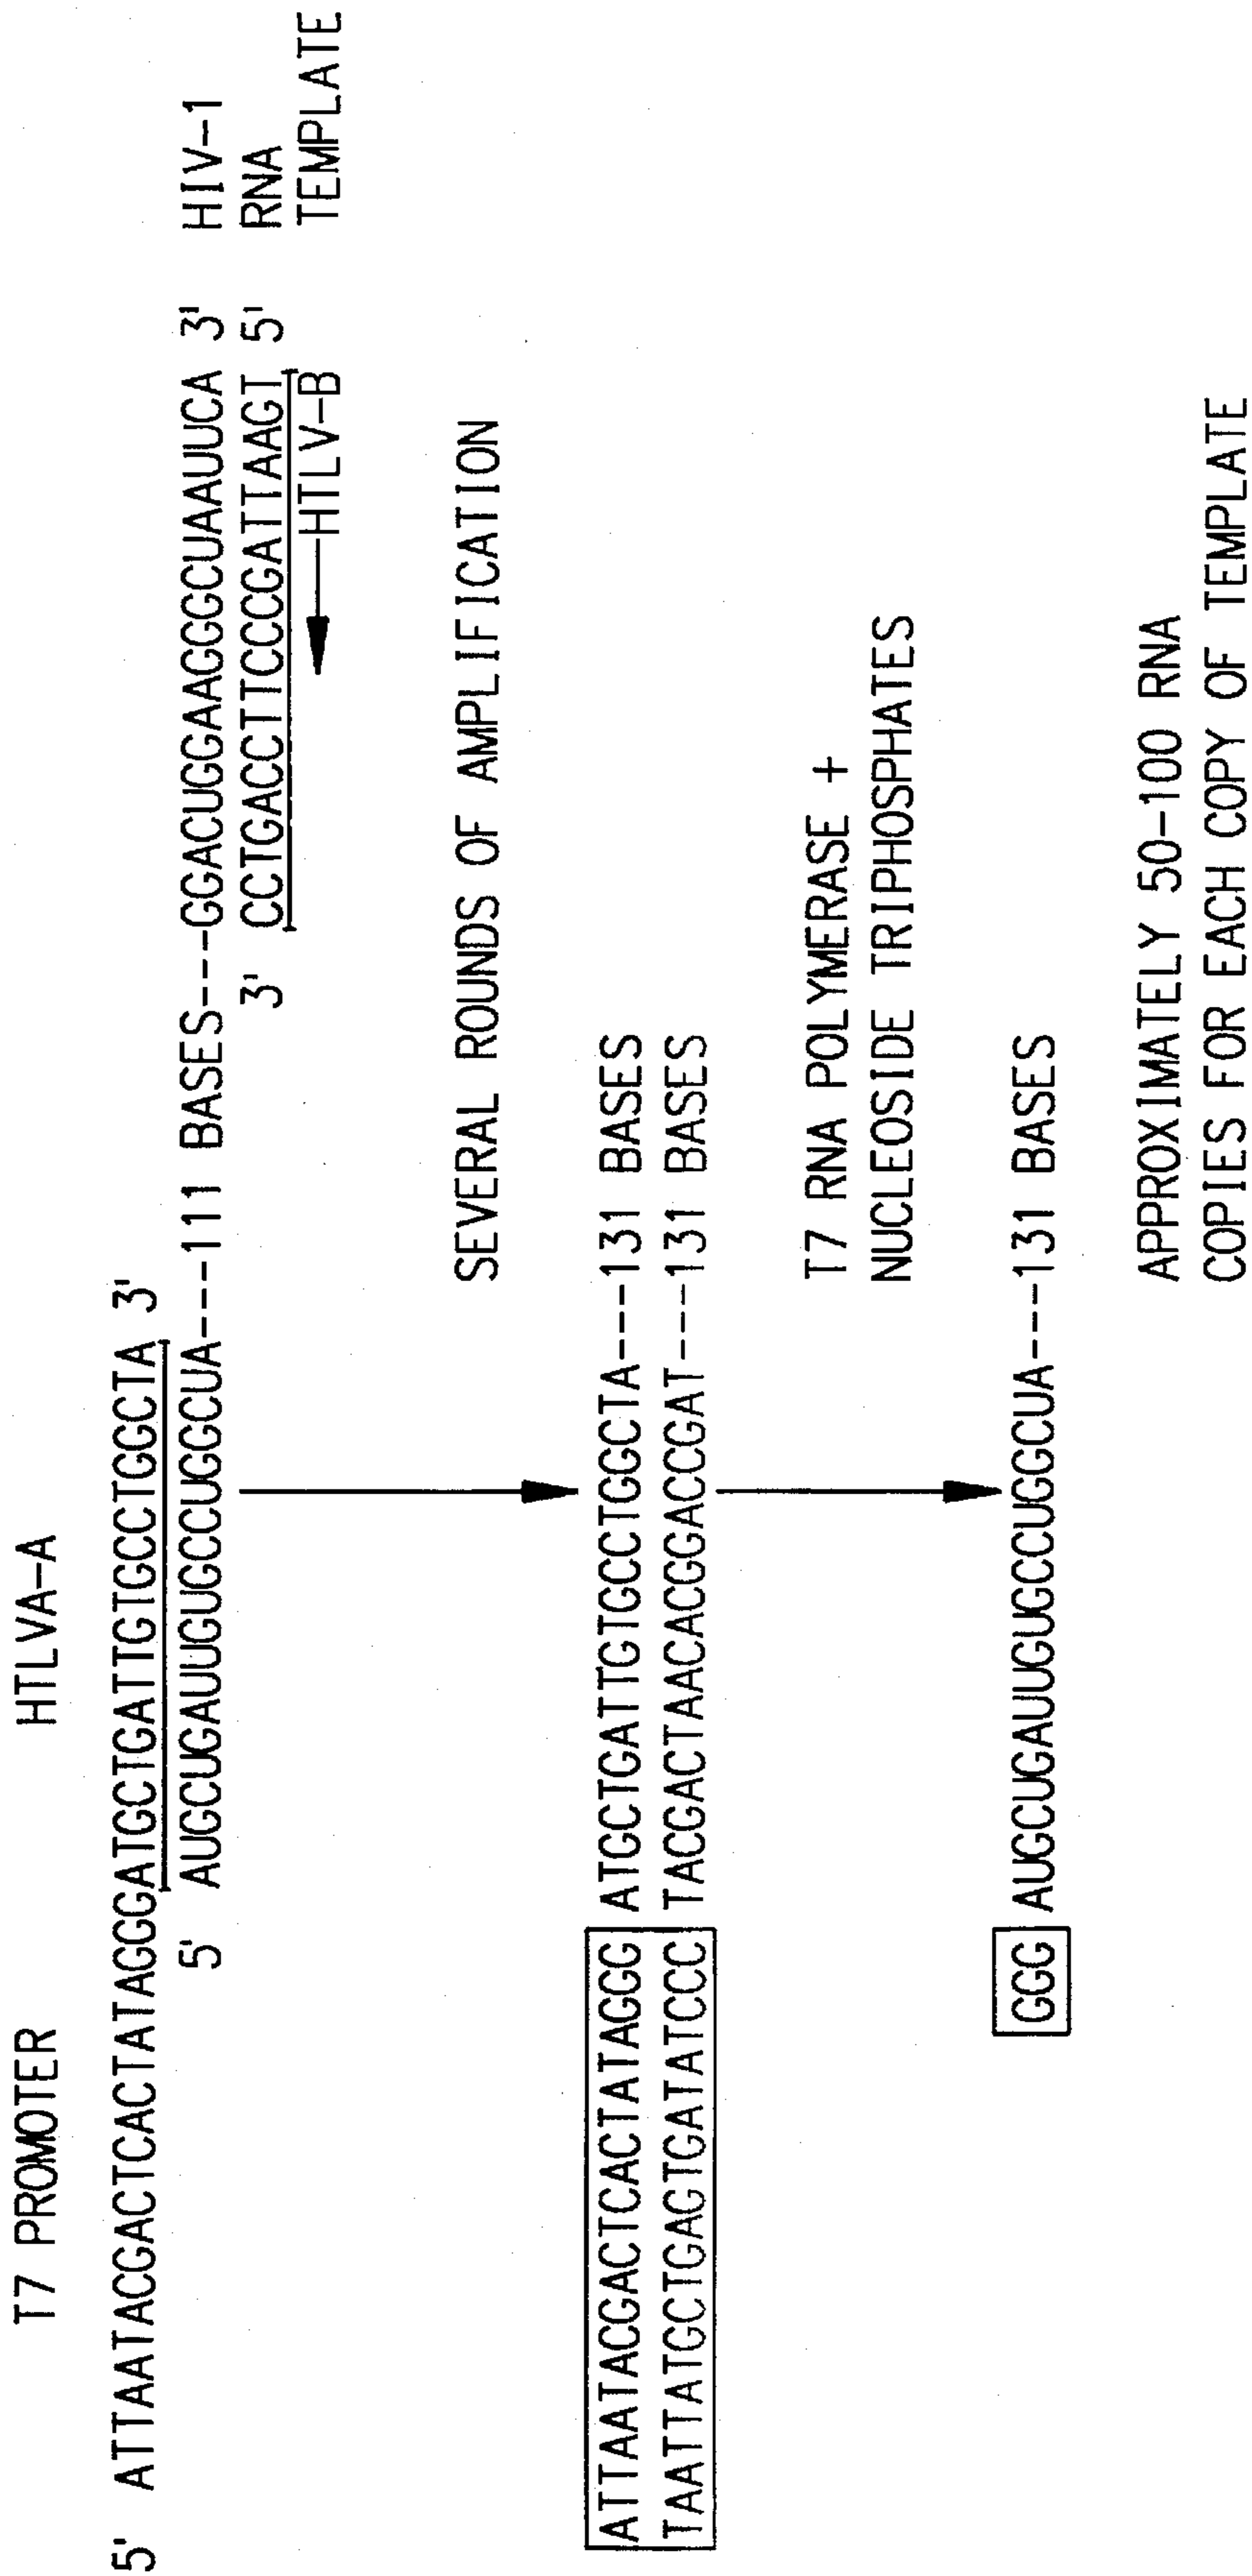 T7 PROMOTER HTLVA-A
5' ATTAATACGACTCACTATAGGGATGCTGATTGTGCCTGGCTA 3'
5' AUGCUGAUUGUGCCUGGCUA----111 BASES----GGACUGGAAGGGCUAAUUCA 3' HIV-1
3' CCTGACCTTCCCGATTAAGT 5' RNA
HTLV-B TEMPLATE
SEVERAL ROUNDS OF AMPLIFICATION
ATTAATACGACTCACTATAGGG ATGCTGATTGTGCCTGGCTA----131 BASES
TAATTATGCTGAGTGATATCCC TACGACTAACACGGACCGAT----131 BASES
T7 RNA POLYMERASE +
NUCLEOSIDE TRIPHOSPHATES
GGG AUGCUGAUUGUGCCUGGCUA----131 BASES
APPROXIMATELY 50-100 RNA
COPIES FOR EACH COPY OF TEMPLATE